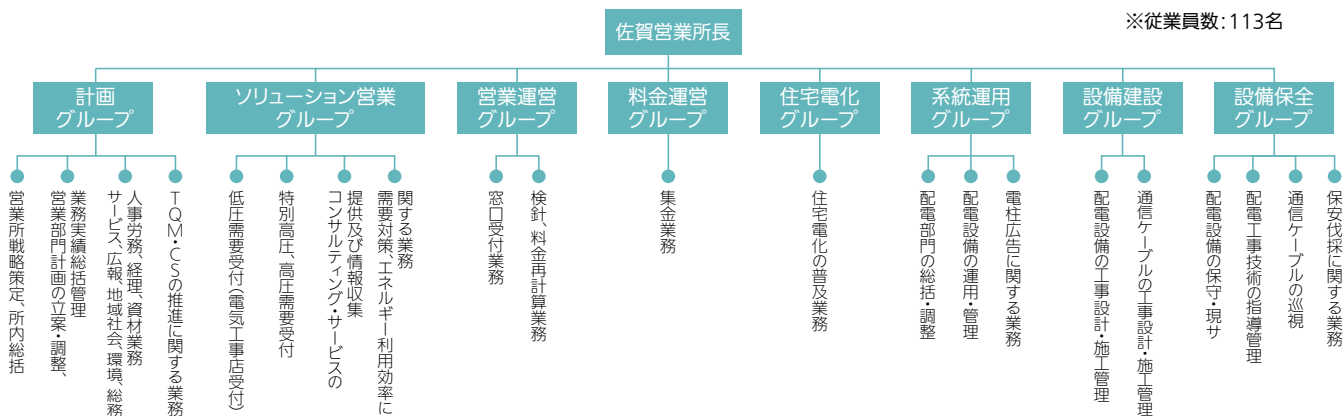 佐賀営業所長
※従業員数:113名
計画
グループ
ソリューション営業
グループ
営業運営
グループ
料金運営
グループ
住宅電化
グループ
系統運用
グループ
設備建設
グループ
設備保全
グループ
営業所戦略策定、所内総括
業務実績総括管理
営業部門計画の立案・調整、
人事労務、経理、資材業務
サービス、広報、地域社会、環境、総務
TQM・CSの推進に関する業務
低圧需要受付(電気工事店受付)
特別高圧、高圧需要受付
提供及び情報収集
コンサルティング・サービスの
関する業務
需要対策、エネルギー利用効率に
窓口受付業務
検針、料金再計算業務
集金業務
住宅電化の普及業務
配電部門の総括・調整
配電設備の運用・管理
電柱広告に関する業務
配電設備の工事設計・施工管理
通信ケーブルの工事設計・施工管理
配電設備の保守・現サ
配電工事技術の指導管理
通信ケーブルの巡視
保安伐採に関する業務